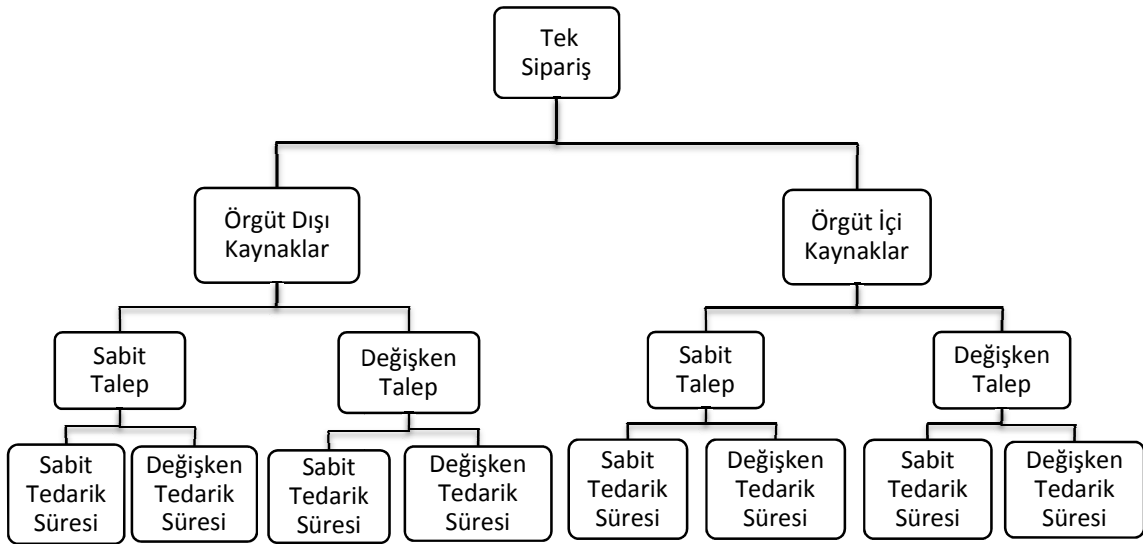 Tek
Sipariş
Örgüt Dışı
Kaynaklar
Örgüt İçi
Kaynaklar
Sabit
Talep
Değişken
Talep
Sabit
Talep
Değişken
Talep
Sabit
Tedarik
Süresi
Değişken
Tedarik
Süresi
Sabit
Tedarik
Süresi
Değişken
Tedarik
Süresi
Sabit
Tedarik
Süresi
Değişken
Tedarik
Süresi
Sabit
Tedarik
Süresi
Değişken
Tedarik
Süresi